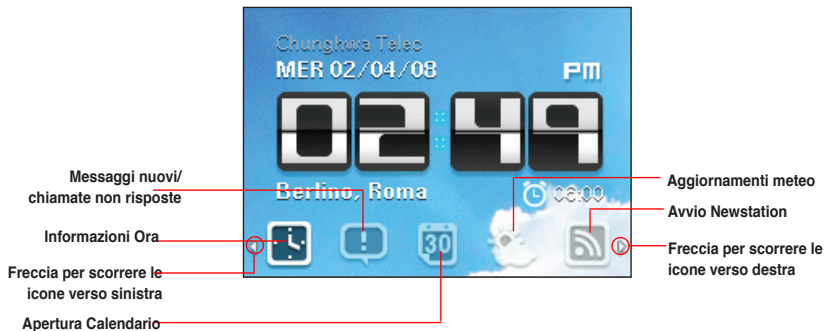 Chunghwa Telec
MER 02/04/08
PM
02:49
Berlino, Roma
06:00
30
Messaggi nuovi/
chiamate non risposte
Informazioni Ora
Freccia per scorrere le
icone verso sinistra
Apertura Calendario
Aggiornamenti meteo
Avvio Newstation
Freccia per scorrere le
icone verso destra